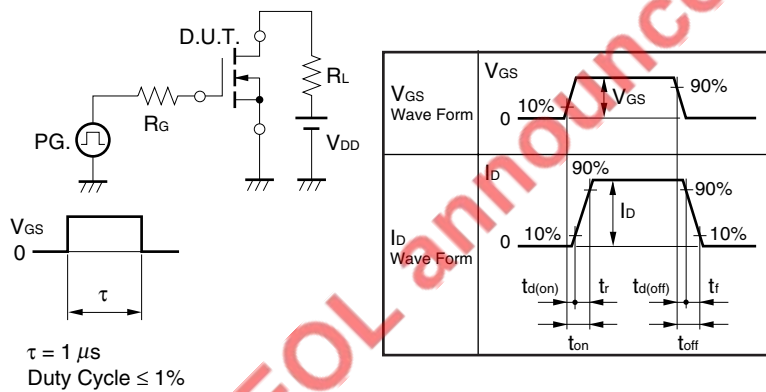 D.U.T.
RL
RG
PG.
VDD
VGS
0
τ
τ = 1 μs
Duty Cycle ≤ 1%
VGS
Wave Form
VGS
10%
0
VGS
90%
ID
Wave Form
ID
90%
90%
ID
10%
0
10%
td(on)
tr
td(off)
tf
ton
toff
EOL announce